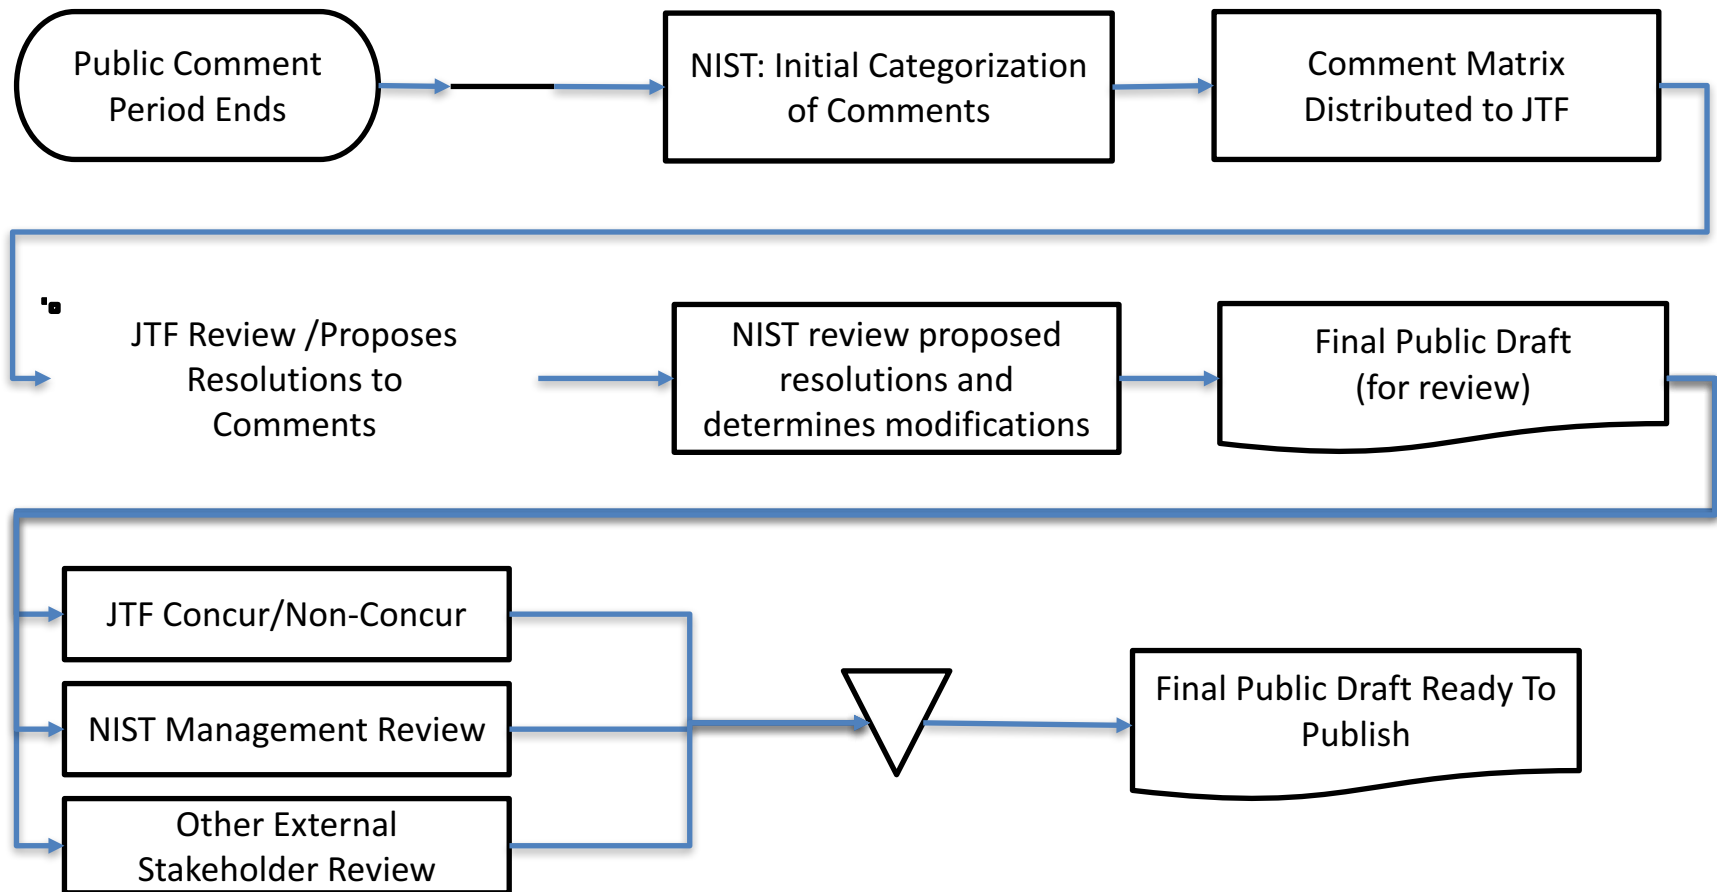 Public Comment
Period Ends
NIST: Initial Categorization
of Comments
Comment Matrix
Distributed to JTF
JTF Review /Proposes
Resolutions to
Comments
NIST review proposed
resolutions and
determines modifications
Final Public Draft
(for review)
JTF Concur/Non-Concur
NIST Management Review
Other External
Stakeholder Review
Final Public Draft Ready To
Publish